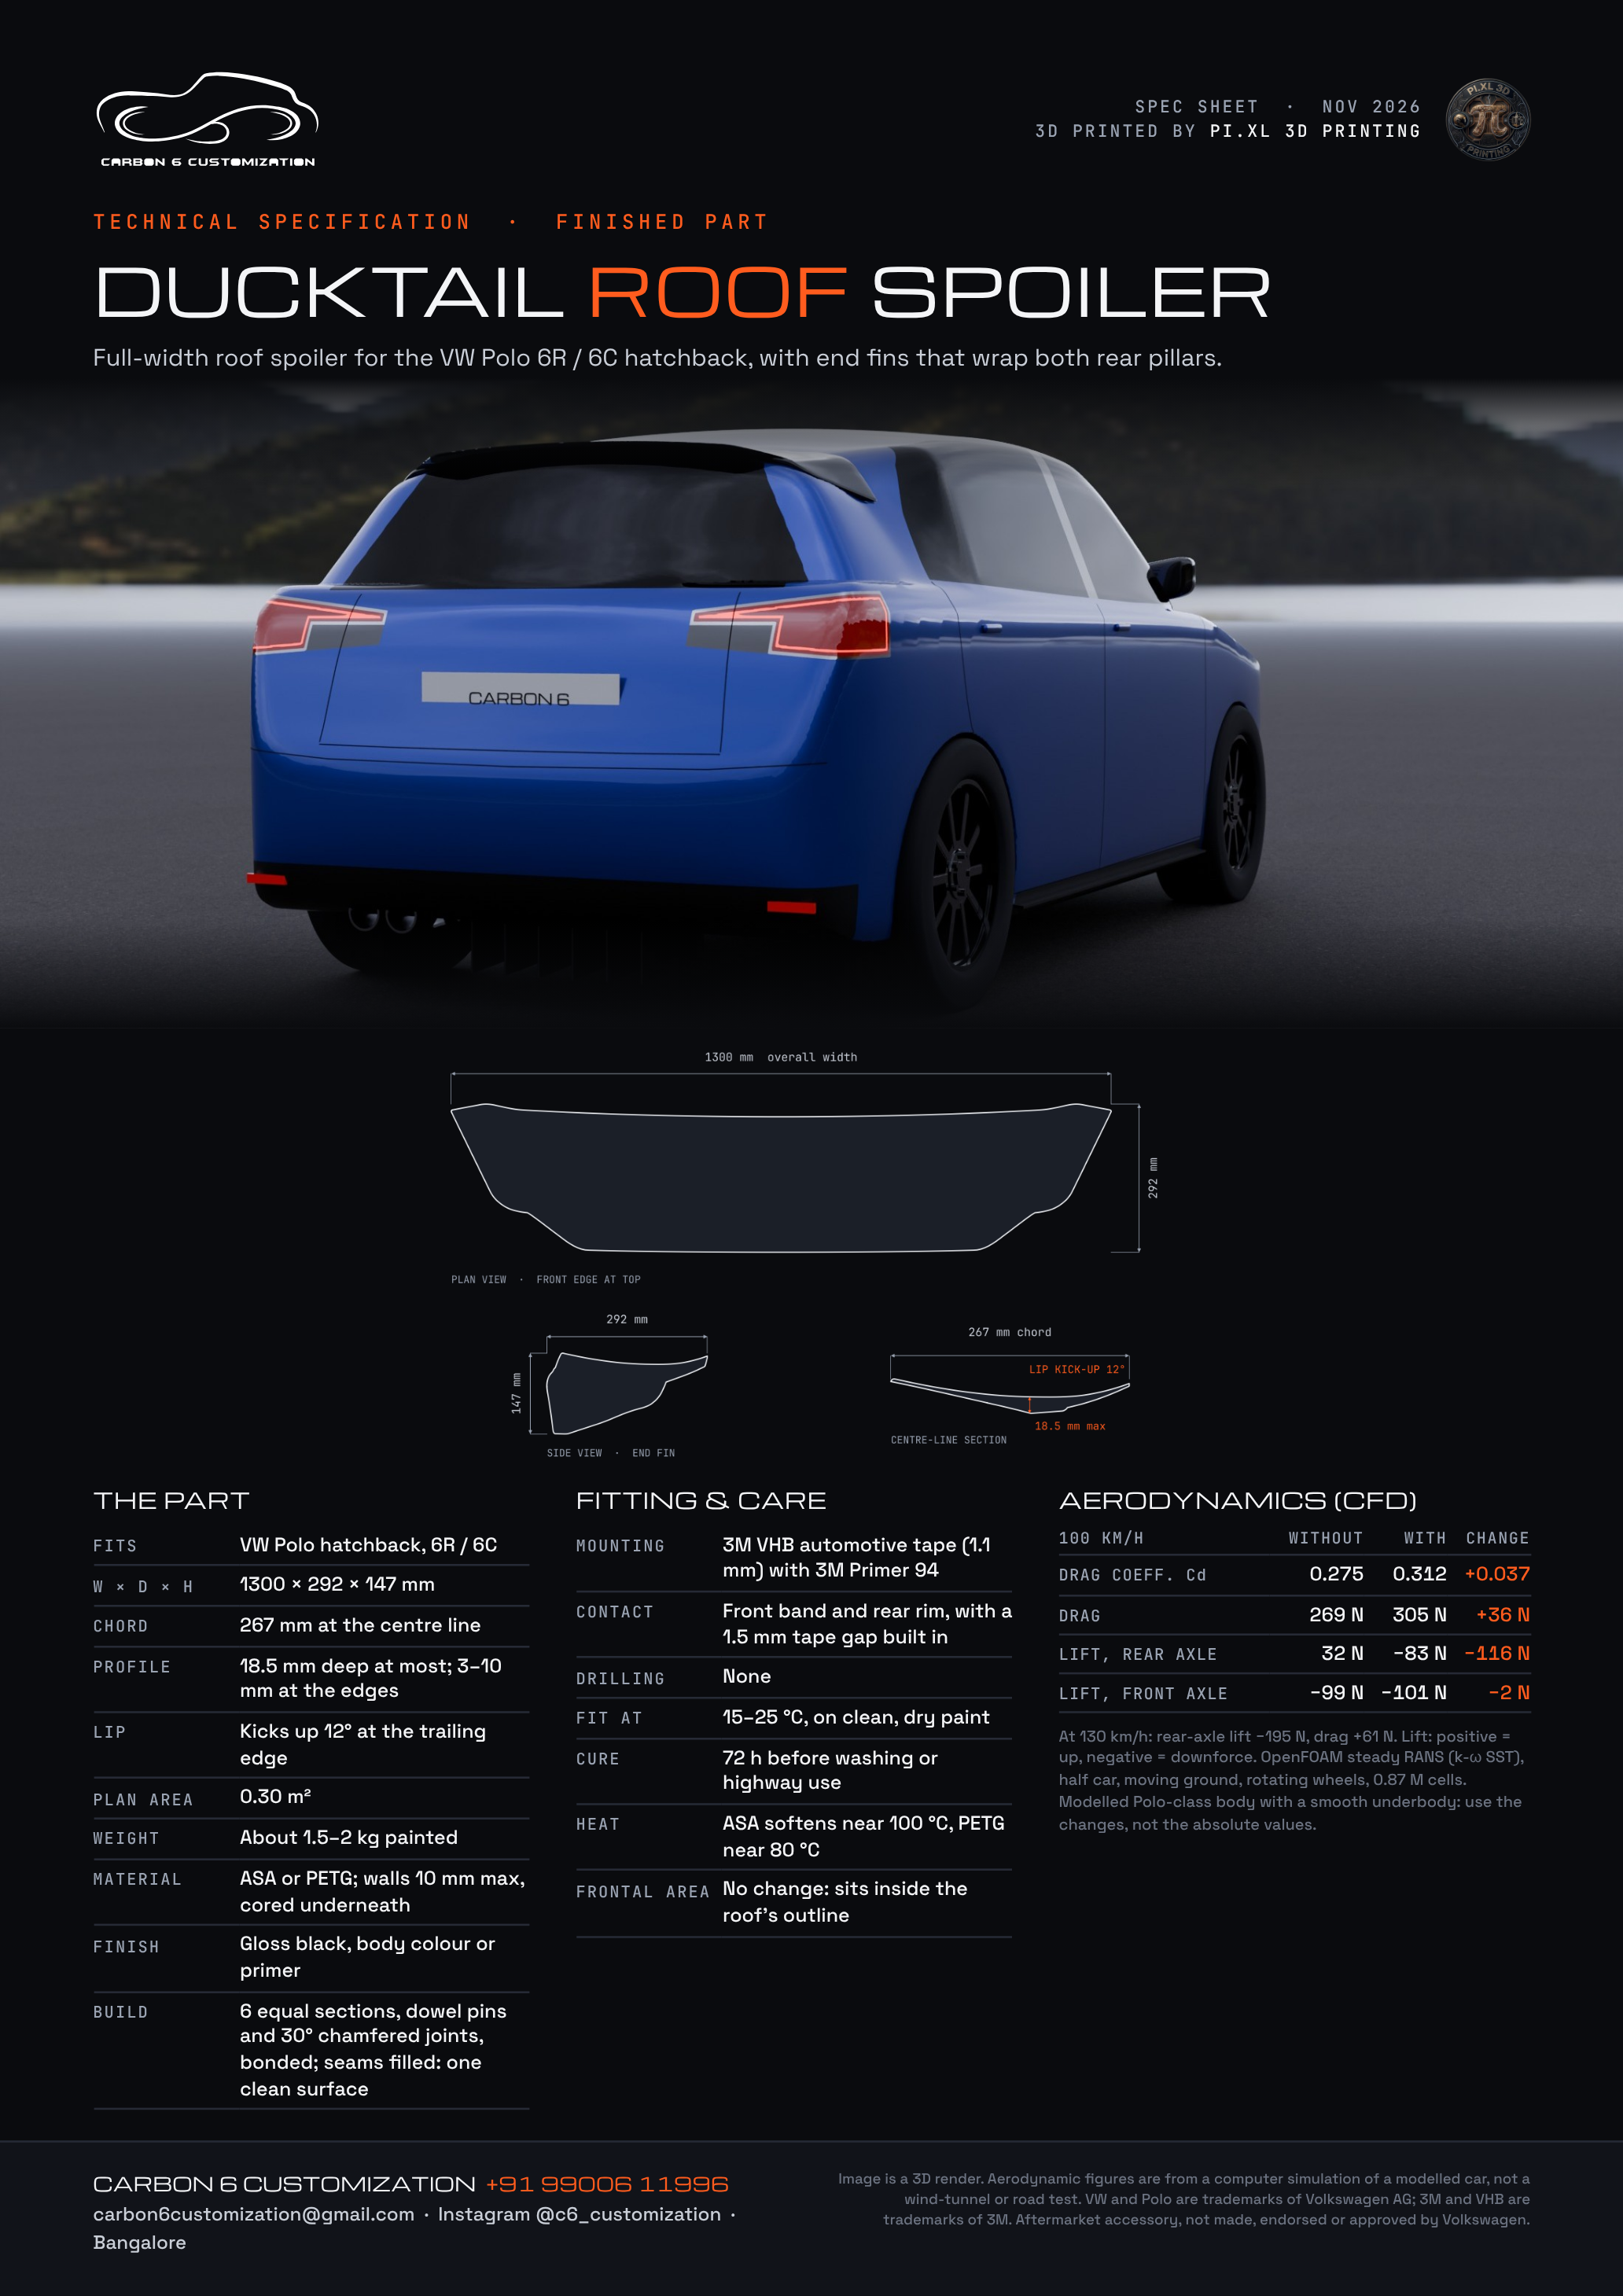 CARBON 6 CUSTOMIZATION
SPEC SHEET · NOV 2026
3D PRINTED BY PI.XL 3D PRINTING
PI.XL 3D
PRINTING
TECHNICAL SPECIFICATION · FINISHED PART
DUCKTAIL ROOF SPOILER
Full-width roof spoiler for the VW Polo 6R / 6C hatchback, with end fins that wrap both rear pillars.
CARBON 6
1300 mm overall width
292 mm
PLAN VIEW · FRONT EDGE AT TOP
292 mm
147 mm
SIDE VIEW · END FIN
267 mm chord
LIP KICK-UP 12°
18.5 mm max
CENTRE-LINE SECTION
THE PART
FITS VW Polo hatchback, 6R / 6C
W × D × H 1300 × 292 × 147 mm
CHORD 267 mm at the centre line
PROFILE 18.5 mm deep at most; 3–10
mm at the edges
LIP Kicks up 12° at the trailing
edge
PLAN AREA 0.30 m²
WEIGHT About 1.5–2 kg painted
MATERIAL ASA or PETG; walls 10 mm max,
cored underneath
FINISH Gloss black, body colour or
primer
BUILD 6 equal sections, dowel pins
and 30° chamfered joints,
bonded; seams filled: one
clean surface
FITTING & CARE
MOUNTING 3M VHB automotive tape (1.1
mm) with 3M Primer 94
CONTACT Front band and rear rim, with a
1.5 mm tape gap built in
DRILLING None
FIT AT 15–25 °C, on clean, dry paint
CURE 72 h before washing or
highway use
HEAT ASA softens near 100 °C, PETG
near 80 °C
FRONTAL AREA No change: sits inside the
roof's outline
AERODYNAMICS (CFD)
100 KM/H WITHOUT WITH CHANGE
DRAG COEFF. Cd 0.275 0.312 +0.037
DRAG 269 N 305 N +36 N
LIFT, REAR AXLE 32 N −83 N −116 N
LIFT, FRONT AXLE −99 N −101 N −2 N
At 130 km/h: rear-axle lift −195 N, drag +61 N. Lift: positive =
up, negative = downforce. OpenFOAM steady RANS (k-ω SST),
half car, moving ground, rotating wheels, 0.87 M cells.
Modelled Polo-class body with a smooth underbody: use the
changes, not the absolute values.
CARBON 6 CUSTOMIZATION +91 99006 11996
carbon6customization@gmail.com · Instagram @c6_customization ·
Bangalore
Image is a 3D render. Aerodynamic figures are from a computer simulation of a modelled car, not a
wind-tunnel or road test. VW and Polo are trademarks of Volkswagen AG; 3M and VHB are
trademarks of 3M. Aftermarket accessory, not made, endorsed or approved by Volkswagen.